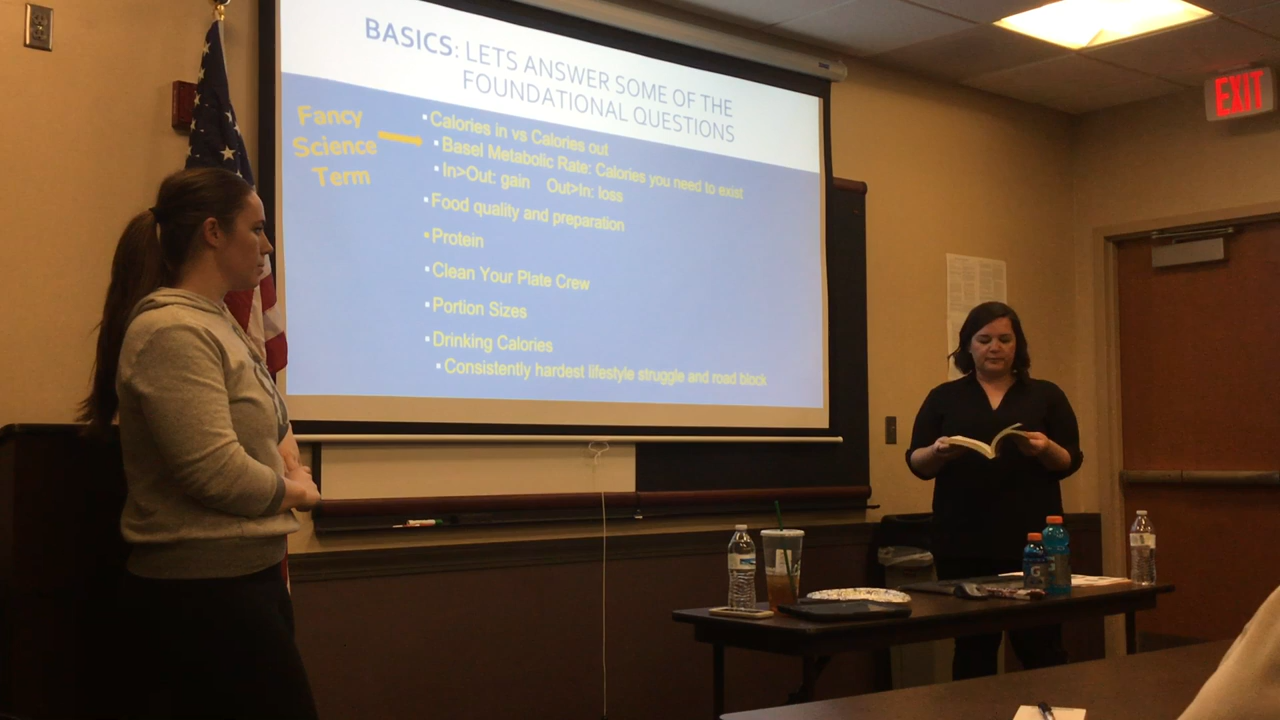 BASICS: LETS ANSWER SOME OF THE
FOUNDATIONAL QUESTIONS
Fancy
Science
Term
Calories in vs Calories out
Basel Metabolic Rate: Calories you need to exist
In>Out: gain Out>In: loss
Food quality and preparation
Protein
Clean Your Plate Crew
Portion Sizes
Drinking Calories
Consistently hardest lifestyle struggle and road block
EXIT